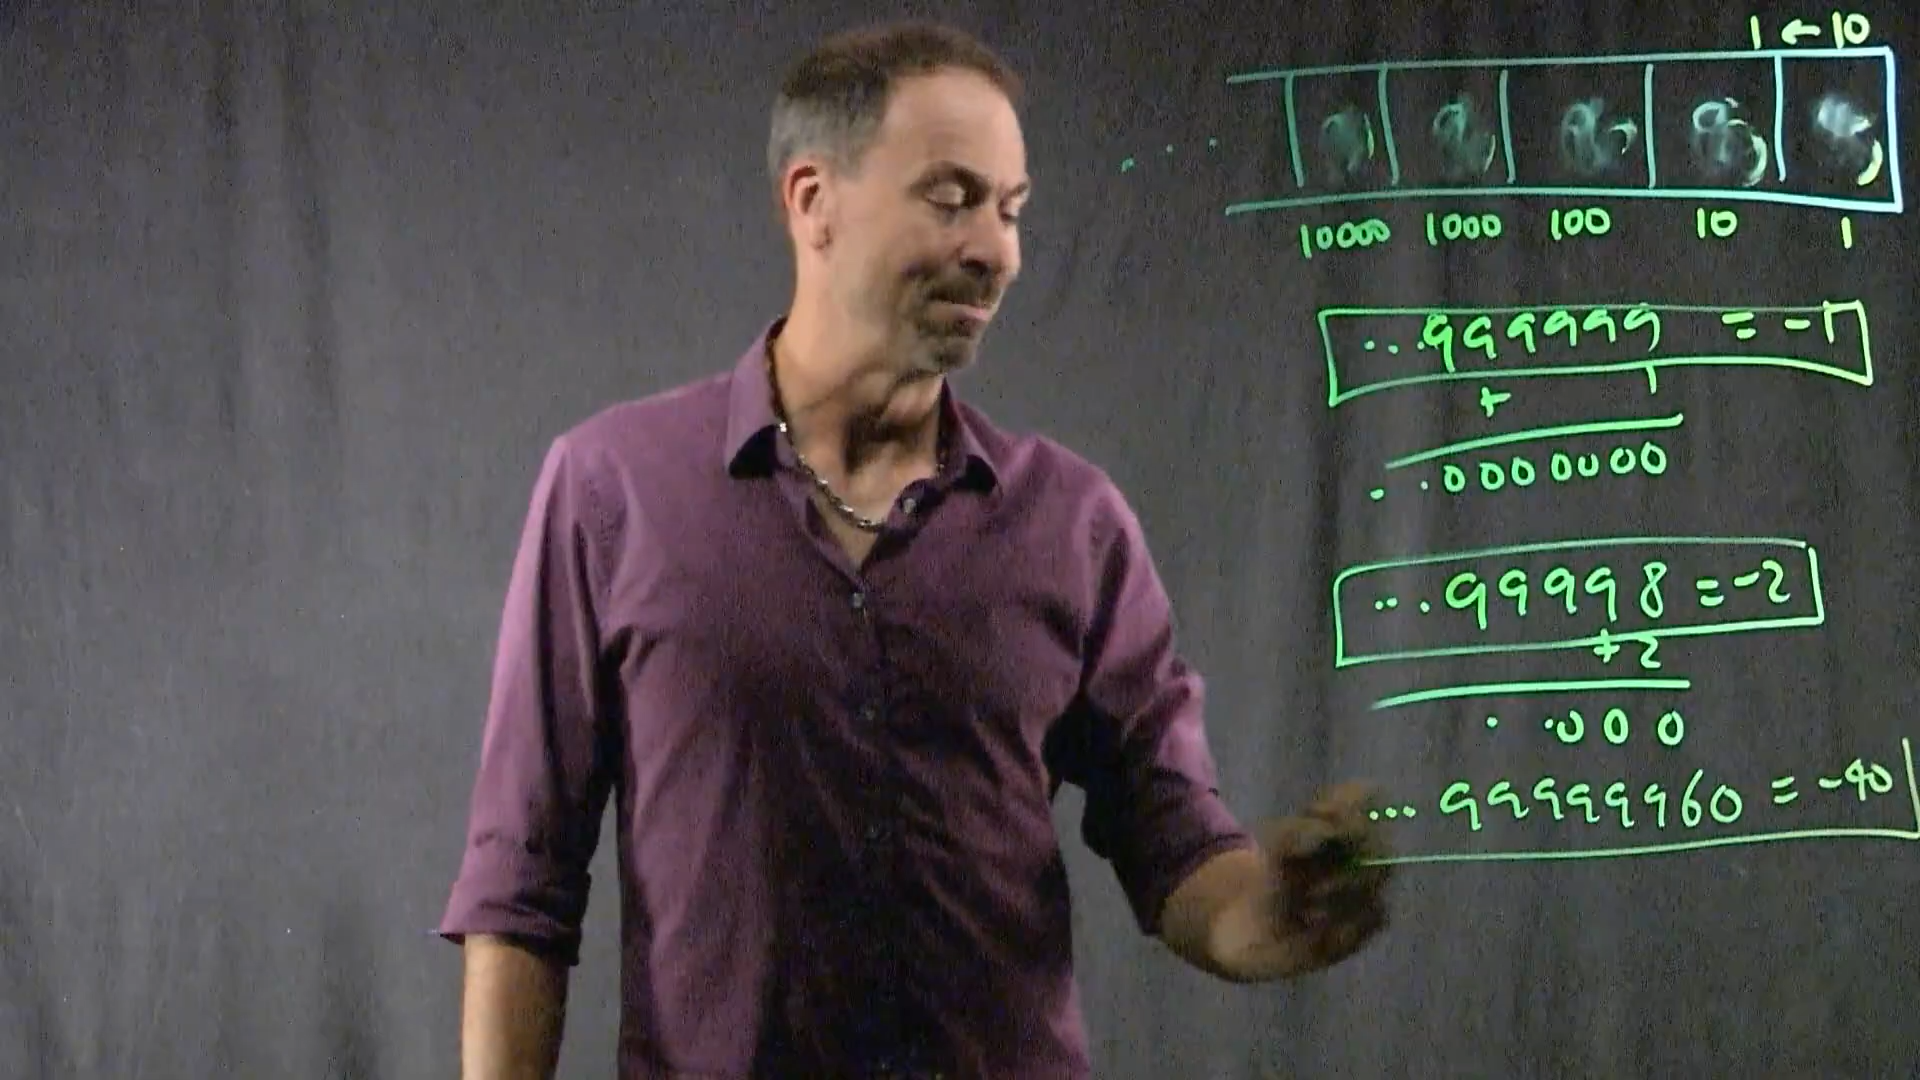 1 ← 10
10000 1000 100 10 1
...999999 = -1
+ 1
..0000000
...99998 = -2
+2
..000
...99999960 = -40